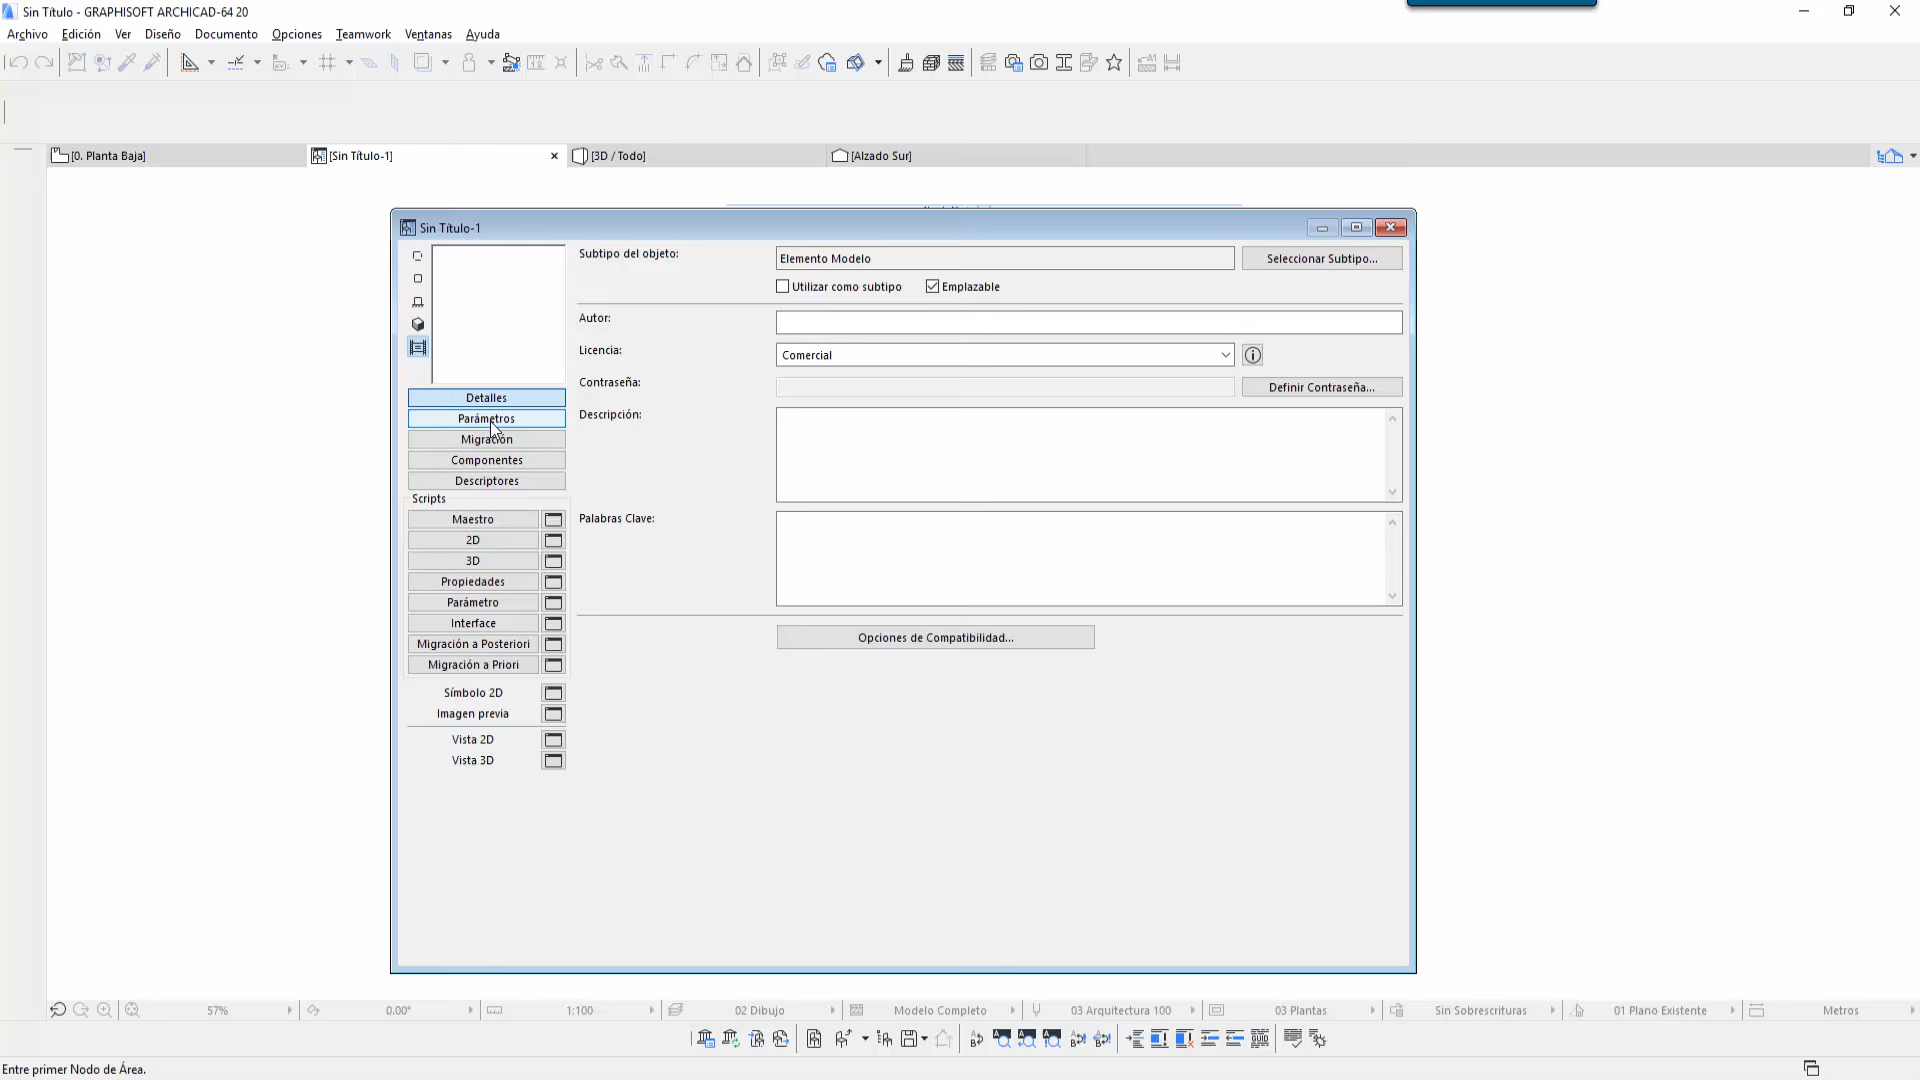 Sin Título - GRAPHISOFT ARCHICAD-64 20
Archivo Edición Ver Diseño Documento Opciones Teamwork Ventanas Ayuda
[0. Planta Baja] [Sin Título-1] [3D / Todo] [Alzado Sur]
Sin Título-1
Subtipo del objeto: Elemento Modelo Seleccionar Subtipo...
Utilizar como subtipo Emplazable
Autor:
Licencia: Comercial
Contraseña: Definir Contraseña...
Descripción:
Palabras Clave:
Opciones de Compatibilidad...
Detalles
Parámetros
Migración
Componentes
Descriptores
Scripts
Maestro
2D
3D
Propiedades
Parámetro
Interface
Migración a Posteriori
Migración a Priori
Símbolo 2D
Imagen previa
Vista 2D
Vista 3D
57% 0.00° 1:100 02 Dibujo Modelo Completo 03 Arquitectura 100 03 Plantas Sin Sobrescrituras 01 Plano Existente Metros
GUID
Entre primer Nodo de Área.